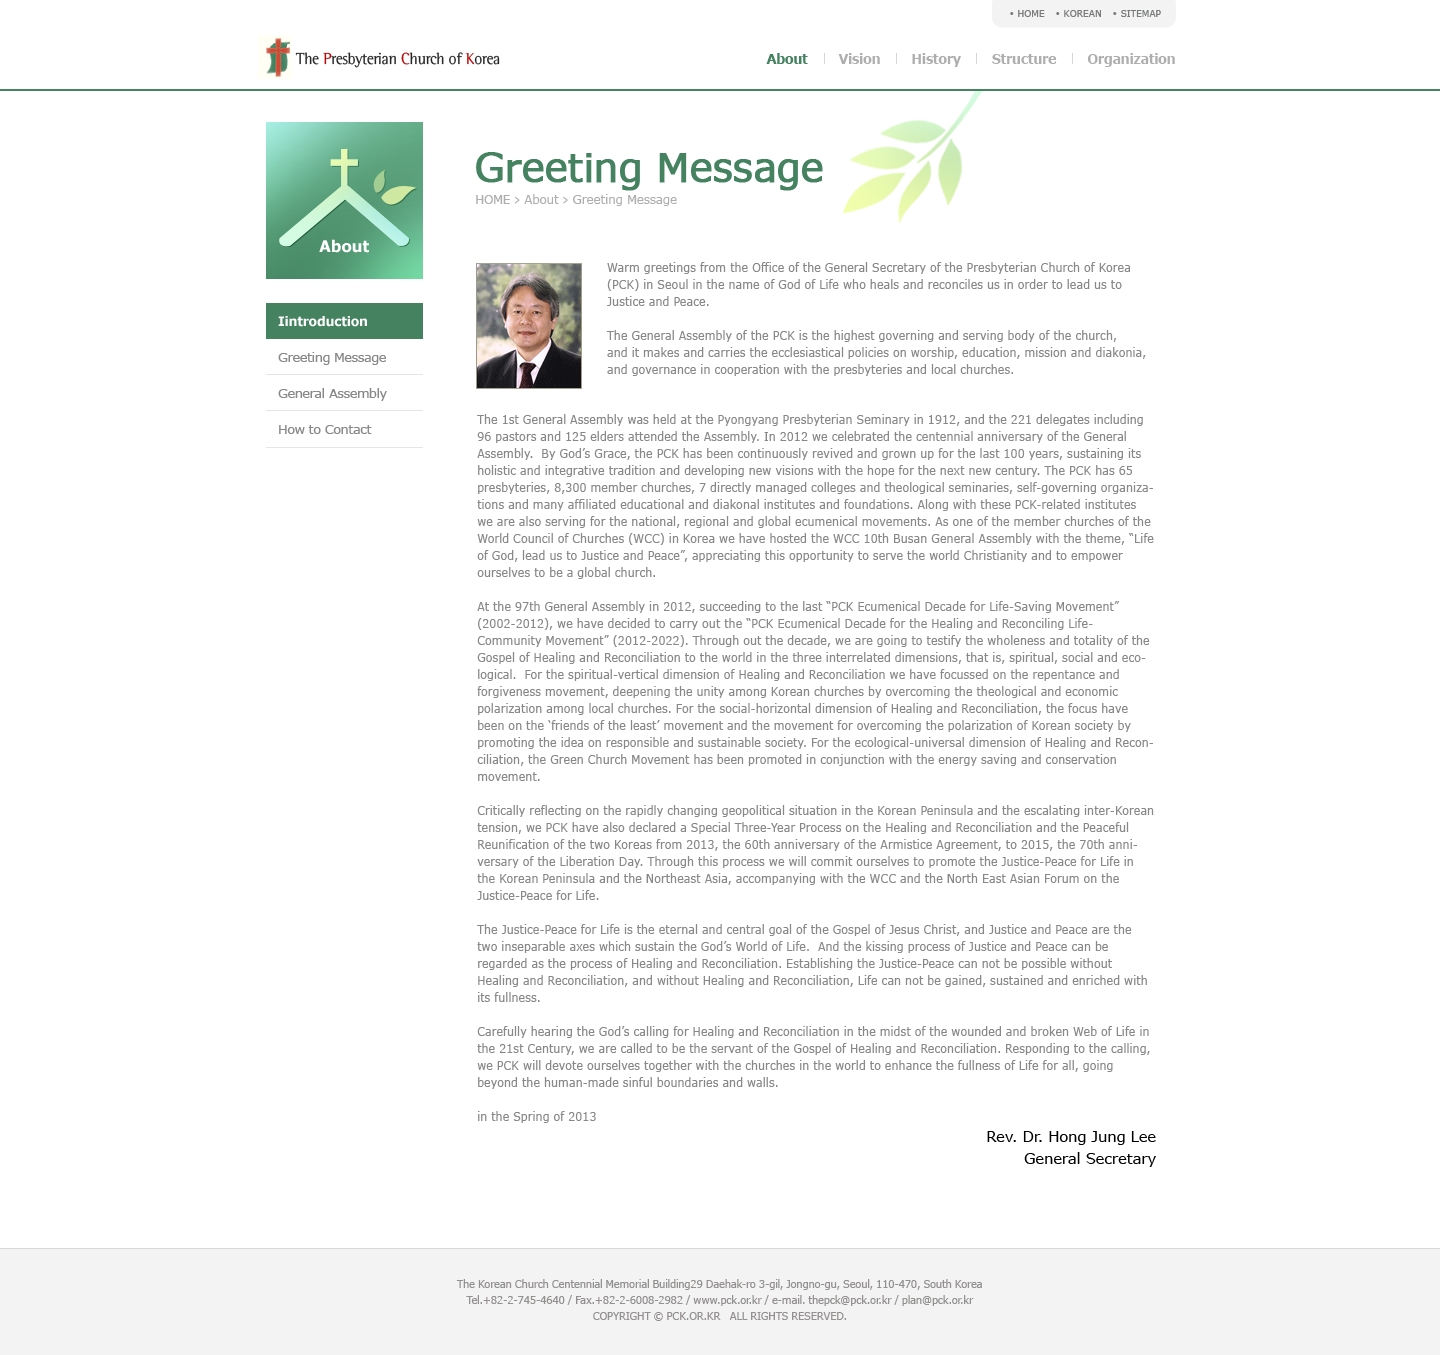 • HOME • KOREAN • SITEMAP
The Presbyterian Church of Korea
About Vision History Structure Organization
About
Iintroduction
Greeting Message
General Assembly
How to Contact
Greeting Message
HOME > About > Greeting Message
Warm greetings from the Office of the General Secretary of the Presbyterian Church of Korea
(PCK) in Seoul in the name of God of Life who heals and reconciles us in order to lead us to
Justice and Peace.
The General Assembly of the PCK is the highest governing and serving body of the church,
and it makes and carries the ecclesiastical policies on worship, education, mission and diakonia,
and governance in cooperation with the presbyteries and local churches.
The 1st General Assembly was held at the Pyongyang Presbyterian Seminary in 1912, and the 221 delegates including
96 pastors and 125 elders attended the Assembly. In 2012 we celebrated the centennial anniversary of the General
Assembly.  By God’s Grace, the PCK has been continuously revived and grown up for the last 100 years, sustaining its
holistic and integrative tradition and developing new visions with the hope for the next new century. The PCK has 65
presbyteries, 8,300 member churches, 7 directly managed colleges and theological seminaries, self-governing organiza-
tions and many affiliated educational and diakonal institutes and foundations. Along with these PCK-related institutes
we are also serving for the national, regional and global ecumenical movements. As one of the member churches of the
World Council of Churches (WCC) in Korea we have hosted the WCC 10th Busan General Assembly with the theme, “Life
of God, lead us to Justice and Peace”, appreciating this opportunity to serve the world Christianity and to empower
ourselves to be a global church.
At the 97th General Assembly in 2012, succeeding to the last “PCK Ecumenical Decade for Life-Saving Movement”
(2002-2012), we have decided to carry out the “PCK Ecumenical Decade for the Healing and Reconciling Life-
Community Movement” (2012-2022). Through out the decade, we are going to testify the wholeness and totality of the
Gospel of Healing and Reconciliation to the world in the three interrelated dimensions, that is, spiritual, social and eco-
logical.  For the spiritual-vertical dimension of Healing and Reconciliation we have focussed on the repentance and
forgiveness movement, deepening the unity among Korean churches by overcoming the theological and economic
polarization among local churches. For the social-horizontal dimension of Healing and Reconciliation, the focus have
been on the ‘friends of the least’ movement and the movement for overcoming the polarization of Korean society by
promoting the idea on responsible and sustainable society. For the ecological-universal dimension of Healing and Recon-
ciliation, the Green Church Movement has been promoted in conjunction with the energy saving and conservation
movement.
Critically reflecting on the rapidly changing geopolitical situation in the Korean Peninsula and the escalating inter-Korean
tension, we PCK have also declared a Special Three-Year Process on the Healing and Reconciliation and the Peaceful
Reunification of the two Koreas from 2013, the 60th anniversary of the Armistice Agreement, to 2015, the 70th anni-
versary of the Liberation Day. Through this process we will commit ourselves to promote the Justice-Peace for Life in
the Korean Peninsula and the Northeast Asia, accompanying with the WCC and the North East Asian Forum on the
Justice-Peace for Life.
The Justice-Peace for Life is the eternal and central goal of the Gospel of Jesus Christ, and Justice and Peace are the
two inseparable axes which sustain the God’s World of Life.  And the kissing process of Justice and Peace can be
regarded as the process of Healing and Reconciliation. Establishing the Justice-Peace can not be possible without
Healing and Reconciliation, and without Healing and Reconciliation, Life can not be gained, sustained and enriched with
its fullness.
Carefully hearing the God’s calling for Healing and Reconciliation in the midst of the wounded and broken Web of Life in
the 21st Century, we are called to be the servant of the Gospel of Healing and Reconciliation. Responding to the calling,
we PCK will devote ourselves together with the churches in the world to enhance the fullness of Life for all, going
beyond the human-made sinful boundaries and walls.
in the Spring of 2013
Rev. Dr. Hong Jung Lee
General Secretary
The Korean Church Centennial Memorial Building29 Daehak-ro 3-gil, Jongno-gu, Seoul, 110-470, South Korea
Tel.+82-2-745-4640 / Fax.+82-2-6008-2982 / www.pck.or.kr / e-mail. thepck@pck.or.kr / plan@pck.or.kr
COPYRIGHT © PCK.OR.KR   ALL RIGHTS RESERVED.